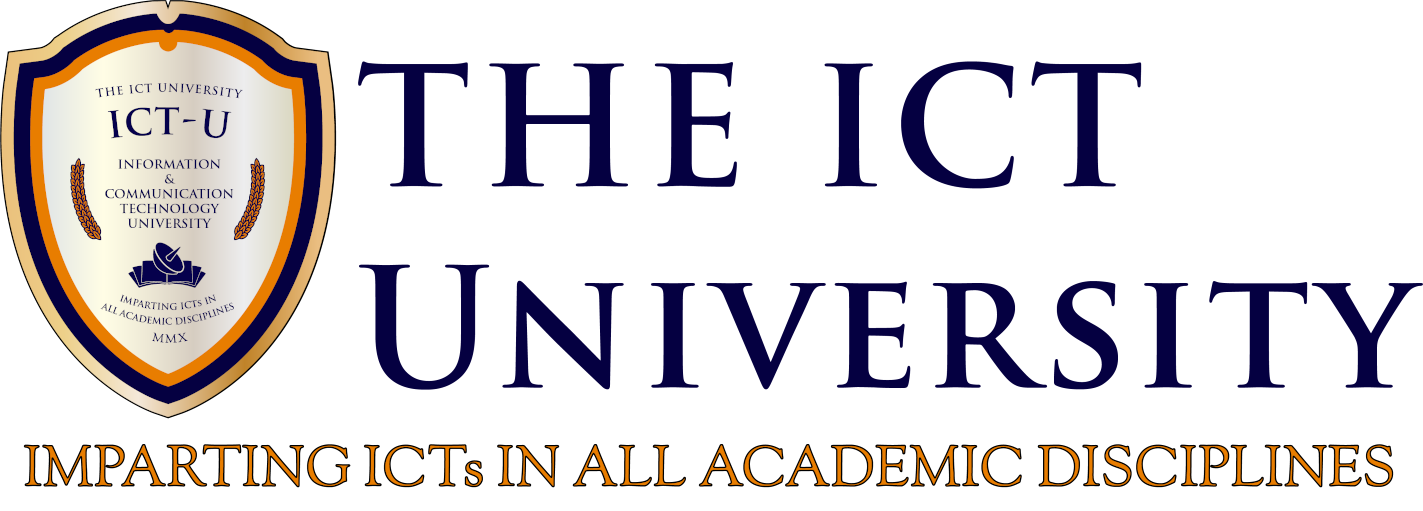 THE ICT UNIVERSITY
ICT-U
INFORMATION
&
COMMUNICATION
TECHNOLOGY
UNIVERSITY
IMPARTING ICTs IN
ALL ACADEMIC DISCIPLINES
MMX
THE ICT
UNIVERSITY
IMPARTING ICTs IN ALL ACADEMIC DISCIPLINES